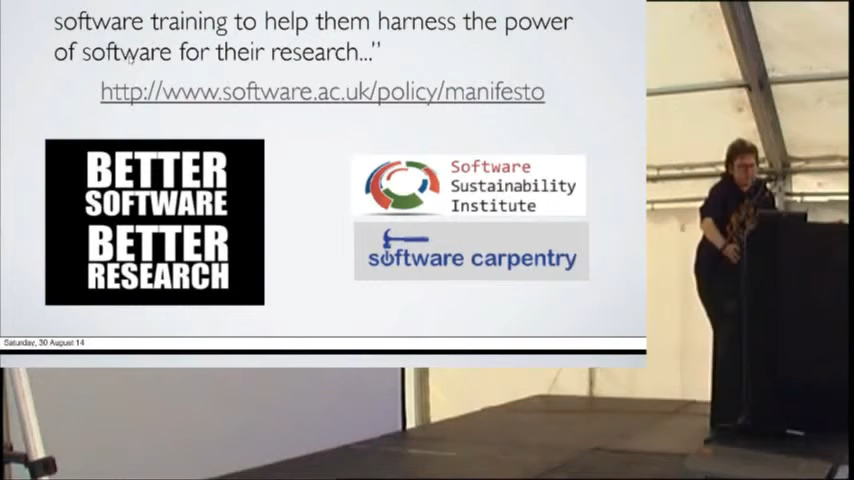 software training to help them harness the power
of software for their research..."
http://www.software.ac.uk/policy/manifesto
BETTER
SOFTWARE
BETTER
RESEARCH
Software
Sustainability
Institute
software carpentry
Saturday, 30 August 14